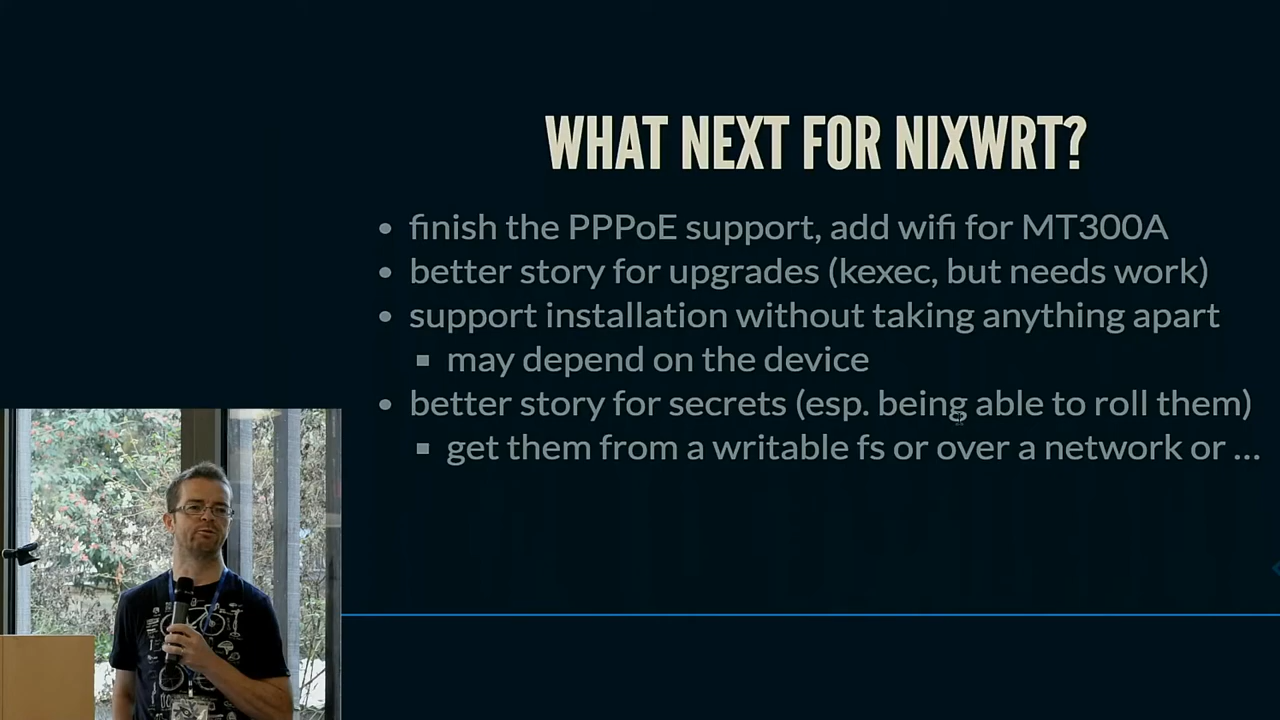 WHAT NEXT FOR NIXWRT?
• finish the PPPoE support, add wifi for MT300A
• better story for upgrades (kexec, but needs work)
• support installation without taking anything apart
▪ may depend on the device
• better story for secrets (esp. being able to roll them)
▪ get them from a writable fs or over a network or ...